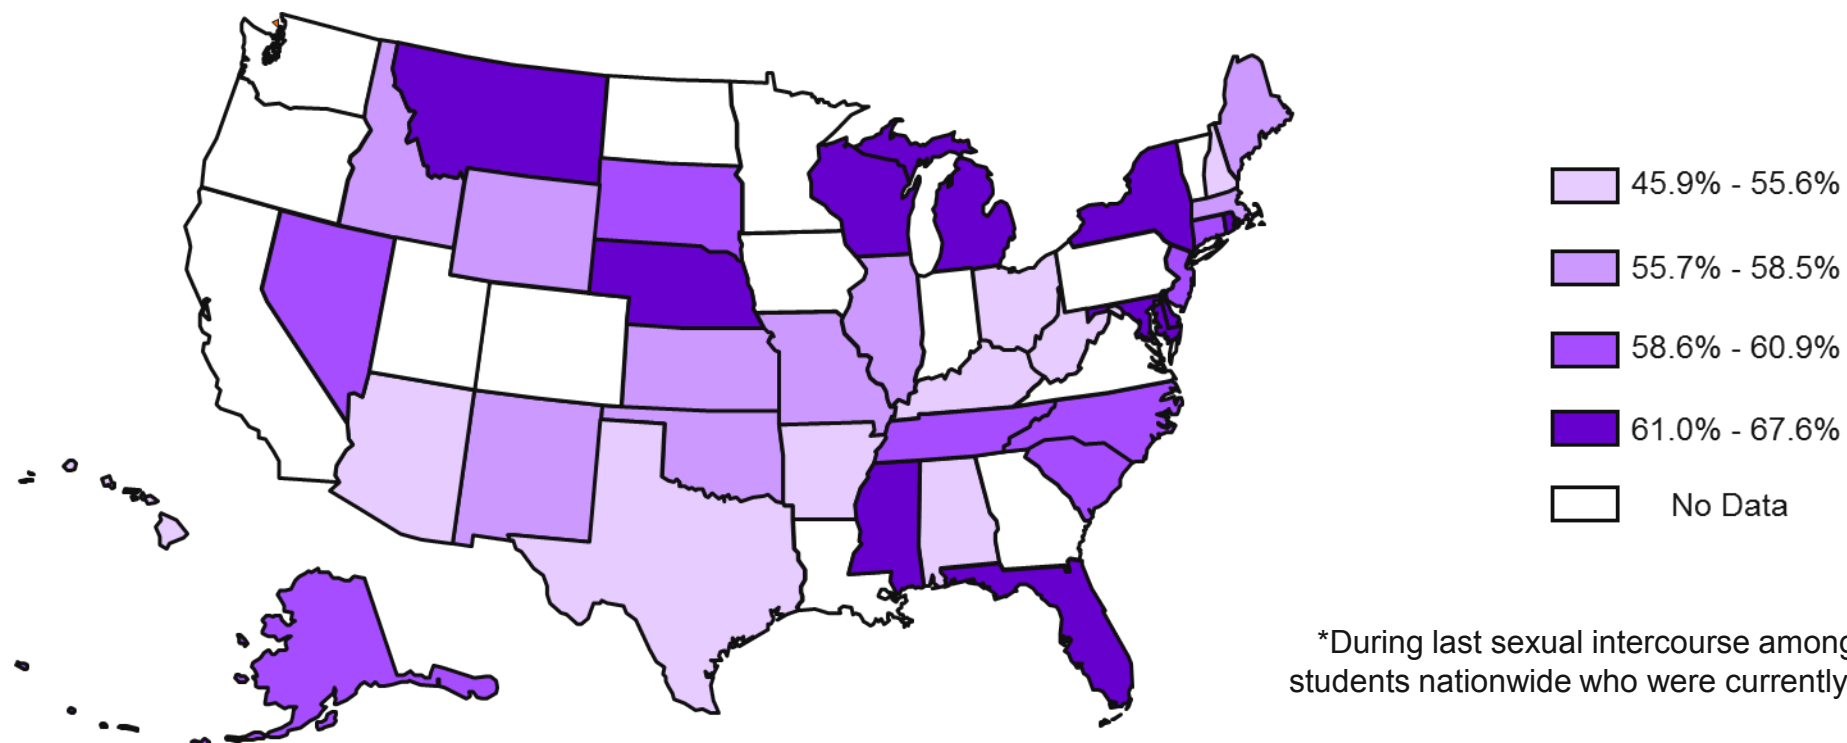 45.9% - 55.6%
55.7% - 58.5%
58.6% - 60.9%
61.0% - 67.6%
No Data
*During last sexual intercourse among
students nationwide who were currently